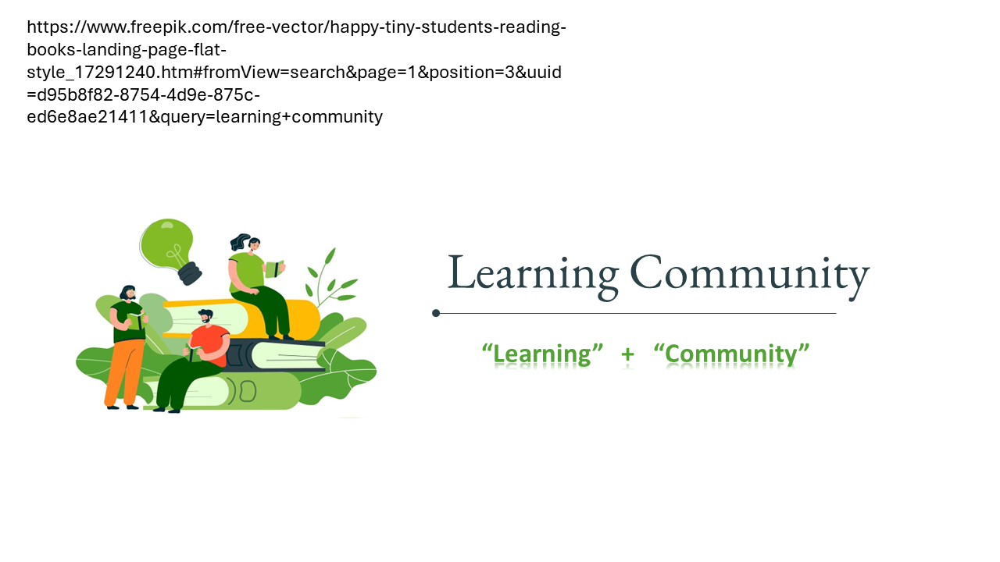 https://www.freepik.com/free-vector/happy-tiny-students-reading-
books-landing-page-flat-
style_17291240.htm#fromView=search&page=1&position=3&uuid
=d95b8f82-8754-4d9e-875c-
ed6e8ae21411&query=learning+community
Learning Community
“Learning” + “Community”